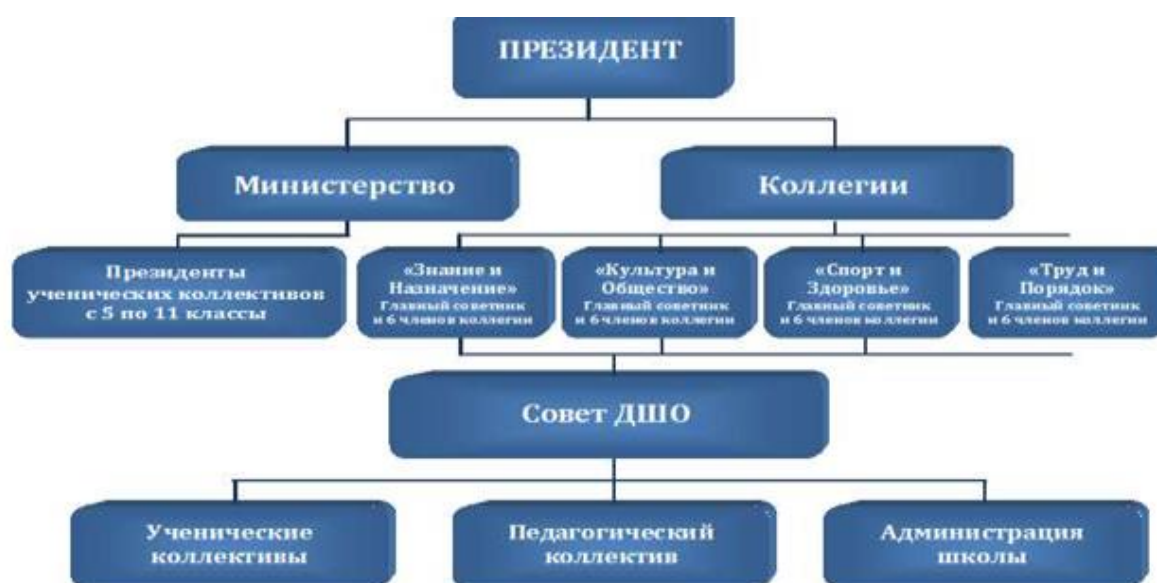 ПРЕЗИДЕНТ
Министерство
Коллегии
Президенты
ученических коллективов
с 5 по 11 классы
«Знание и
Назначение»
Главный советник
и 6 членов коллегии
«Культура и
Общество»
Главный советник
и 6 членов коллегии
«Спорт и
Здоровье»
Главный советник
и 6 членов коллегии
«Труд и
Порядок»
Главный советник
и 6 членов коллегии
Совет ДШО
Ученические
коллективы
Педагогический
коллектив
Администрация
школы